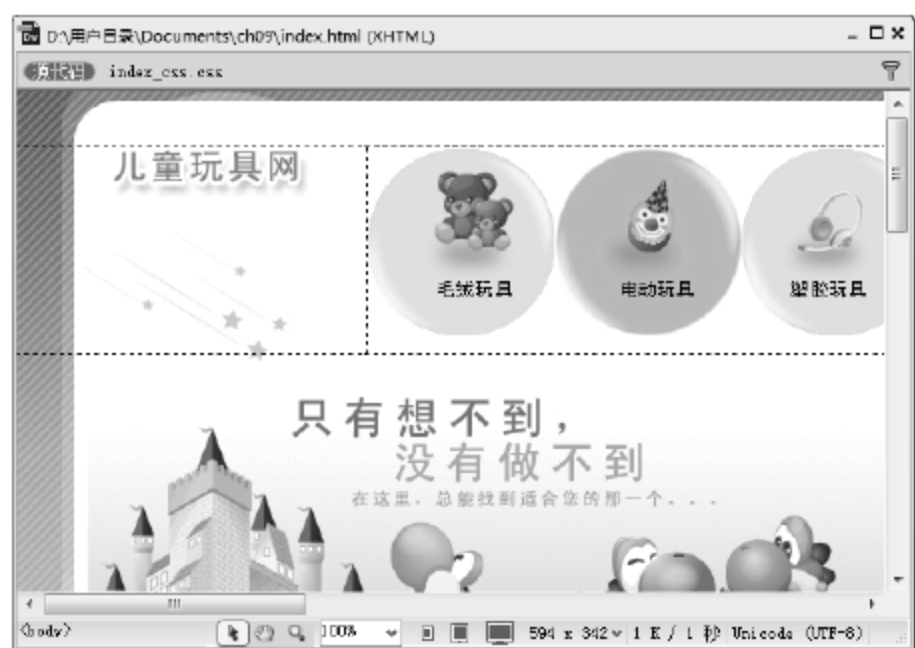 D:\用户目录\Documents\ch09\index.html (XHTML)
源代码 index_css.css
儿童玩具网
毛绒玩具 电动玩具 塑胶玩具
只有想不到，
没有做不到
在这里，总能找到适合您的那一个...
<body> 100% 594 x 342 1 K / 1 秒 Unicode (UTF-8)